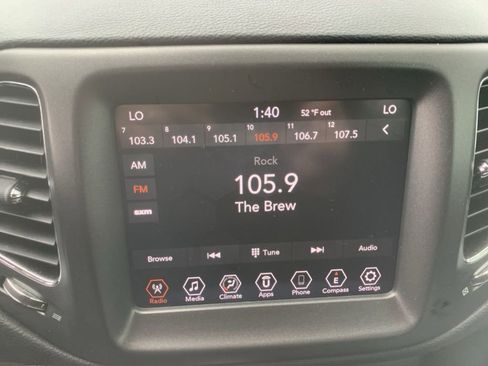 LO 1:40 52 °F out LO
7 8 9 10 11 12
103.3 104.1 105.1 105.9 106.7 107.5
AM
Rock
FM
105.9
The Brew
sxm
Browse Tune Audio
E
Radio Media Climate Apps Phone Compass Settings